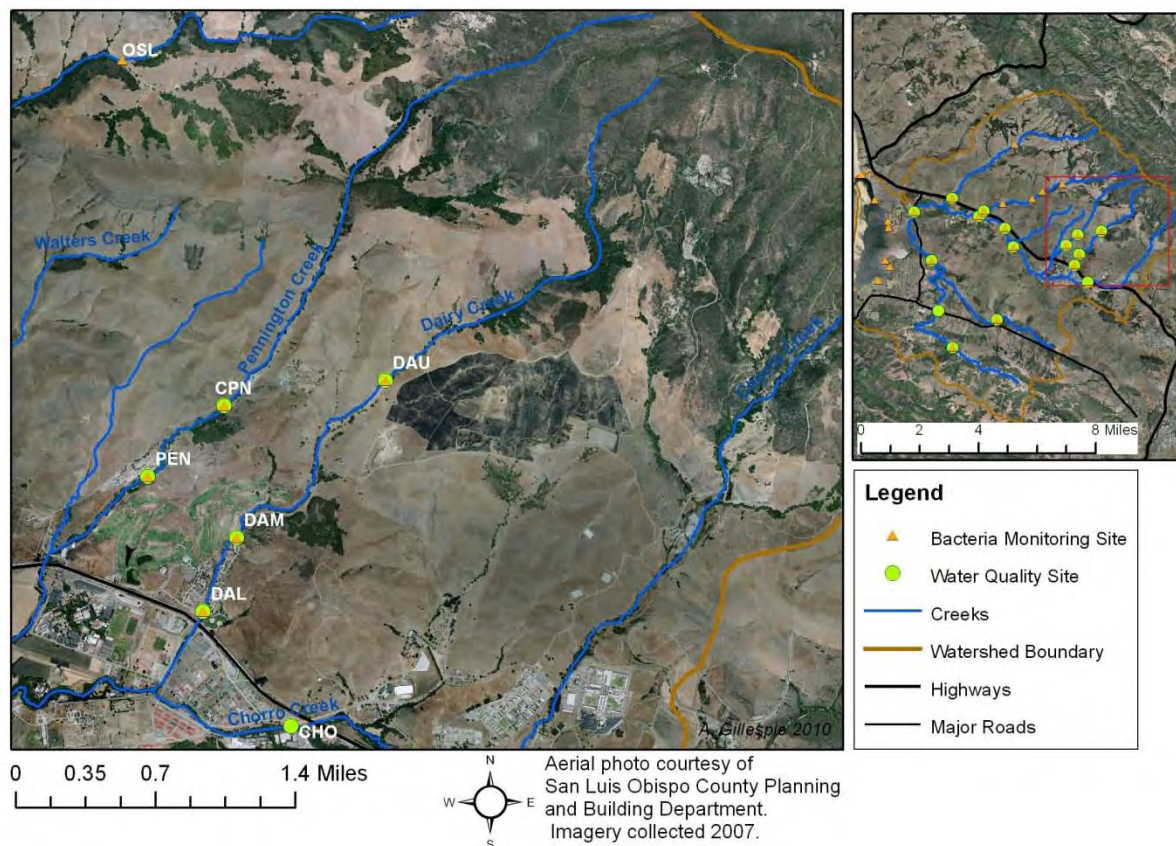 OSL
Walters Creek
Pennington Creek
Dairy Creek
DAU
CPN
PEN
DAM
DAL
Chorro Creek
CHO
A. Gillespie 2010
0 0.35 0.7 1.4 Miles
N
W E
S
Aerial photo courtesy of
San Luis Obispo County Planning
and Building Department.
Imagery collected 2007.
0 2 4 8 Miles
Legend
Bacteria Monitoring Site
Water Quality Site
Creeks
Watershed Boundary
Highways
Major Roads